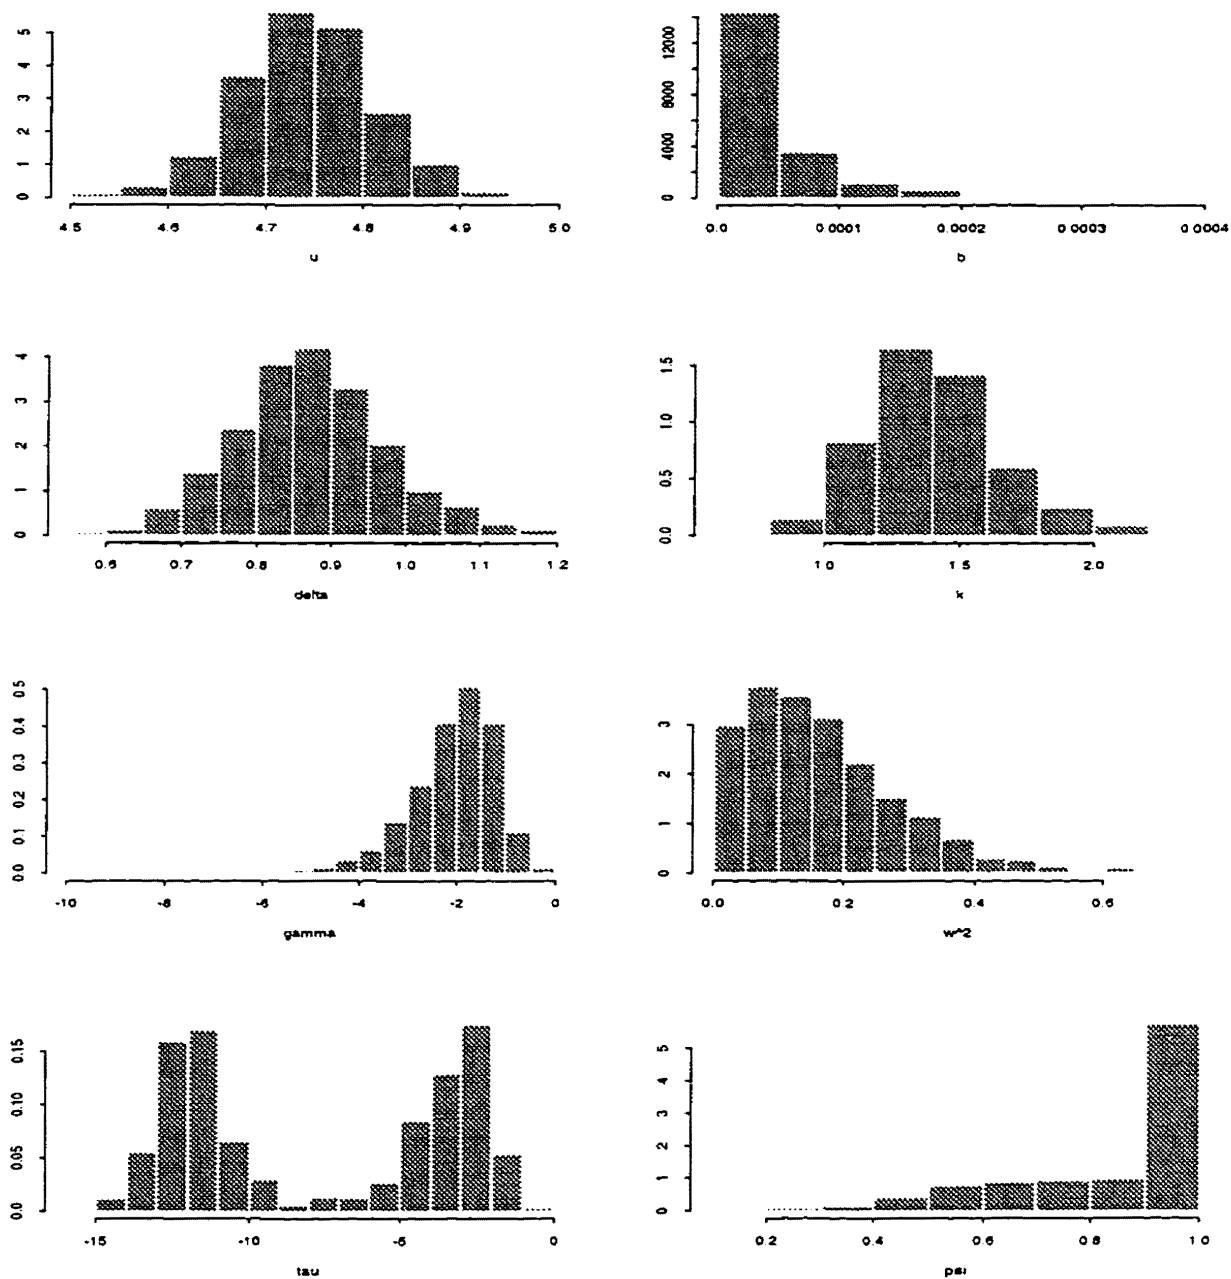 0 1 2 3 4 5
4.5 4.6 4.7 4.8 4.9 5.0
u
0 4000 8000 12000
0.0 0.0001 0.0002 0.0003 0.0004
b
0 1 2 3 4
0.6 0.7 0.8 0.9 1.0 1.1 1.2
delta
0.0 0.5 1.0 1.5
1.0 1.5 2.0
k
0.0 0.1 0.2 0.3 0.4 0.5
-10 -8 -6 -4 -2 0
gamma
0 1 2 3
0.0 0.2 0.4 0.6
w^2
0.0 0.05 0.10 0.15
-15 -10 -5 0
tau
0 1 2 3 4 5
0.2 0.4 0.6 0.8 1.0
psi